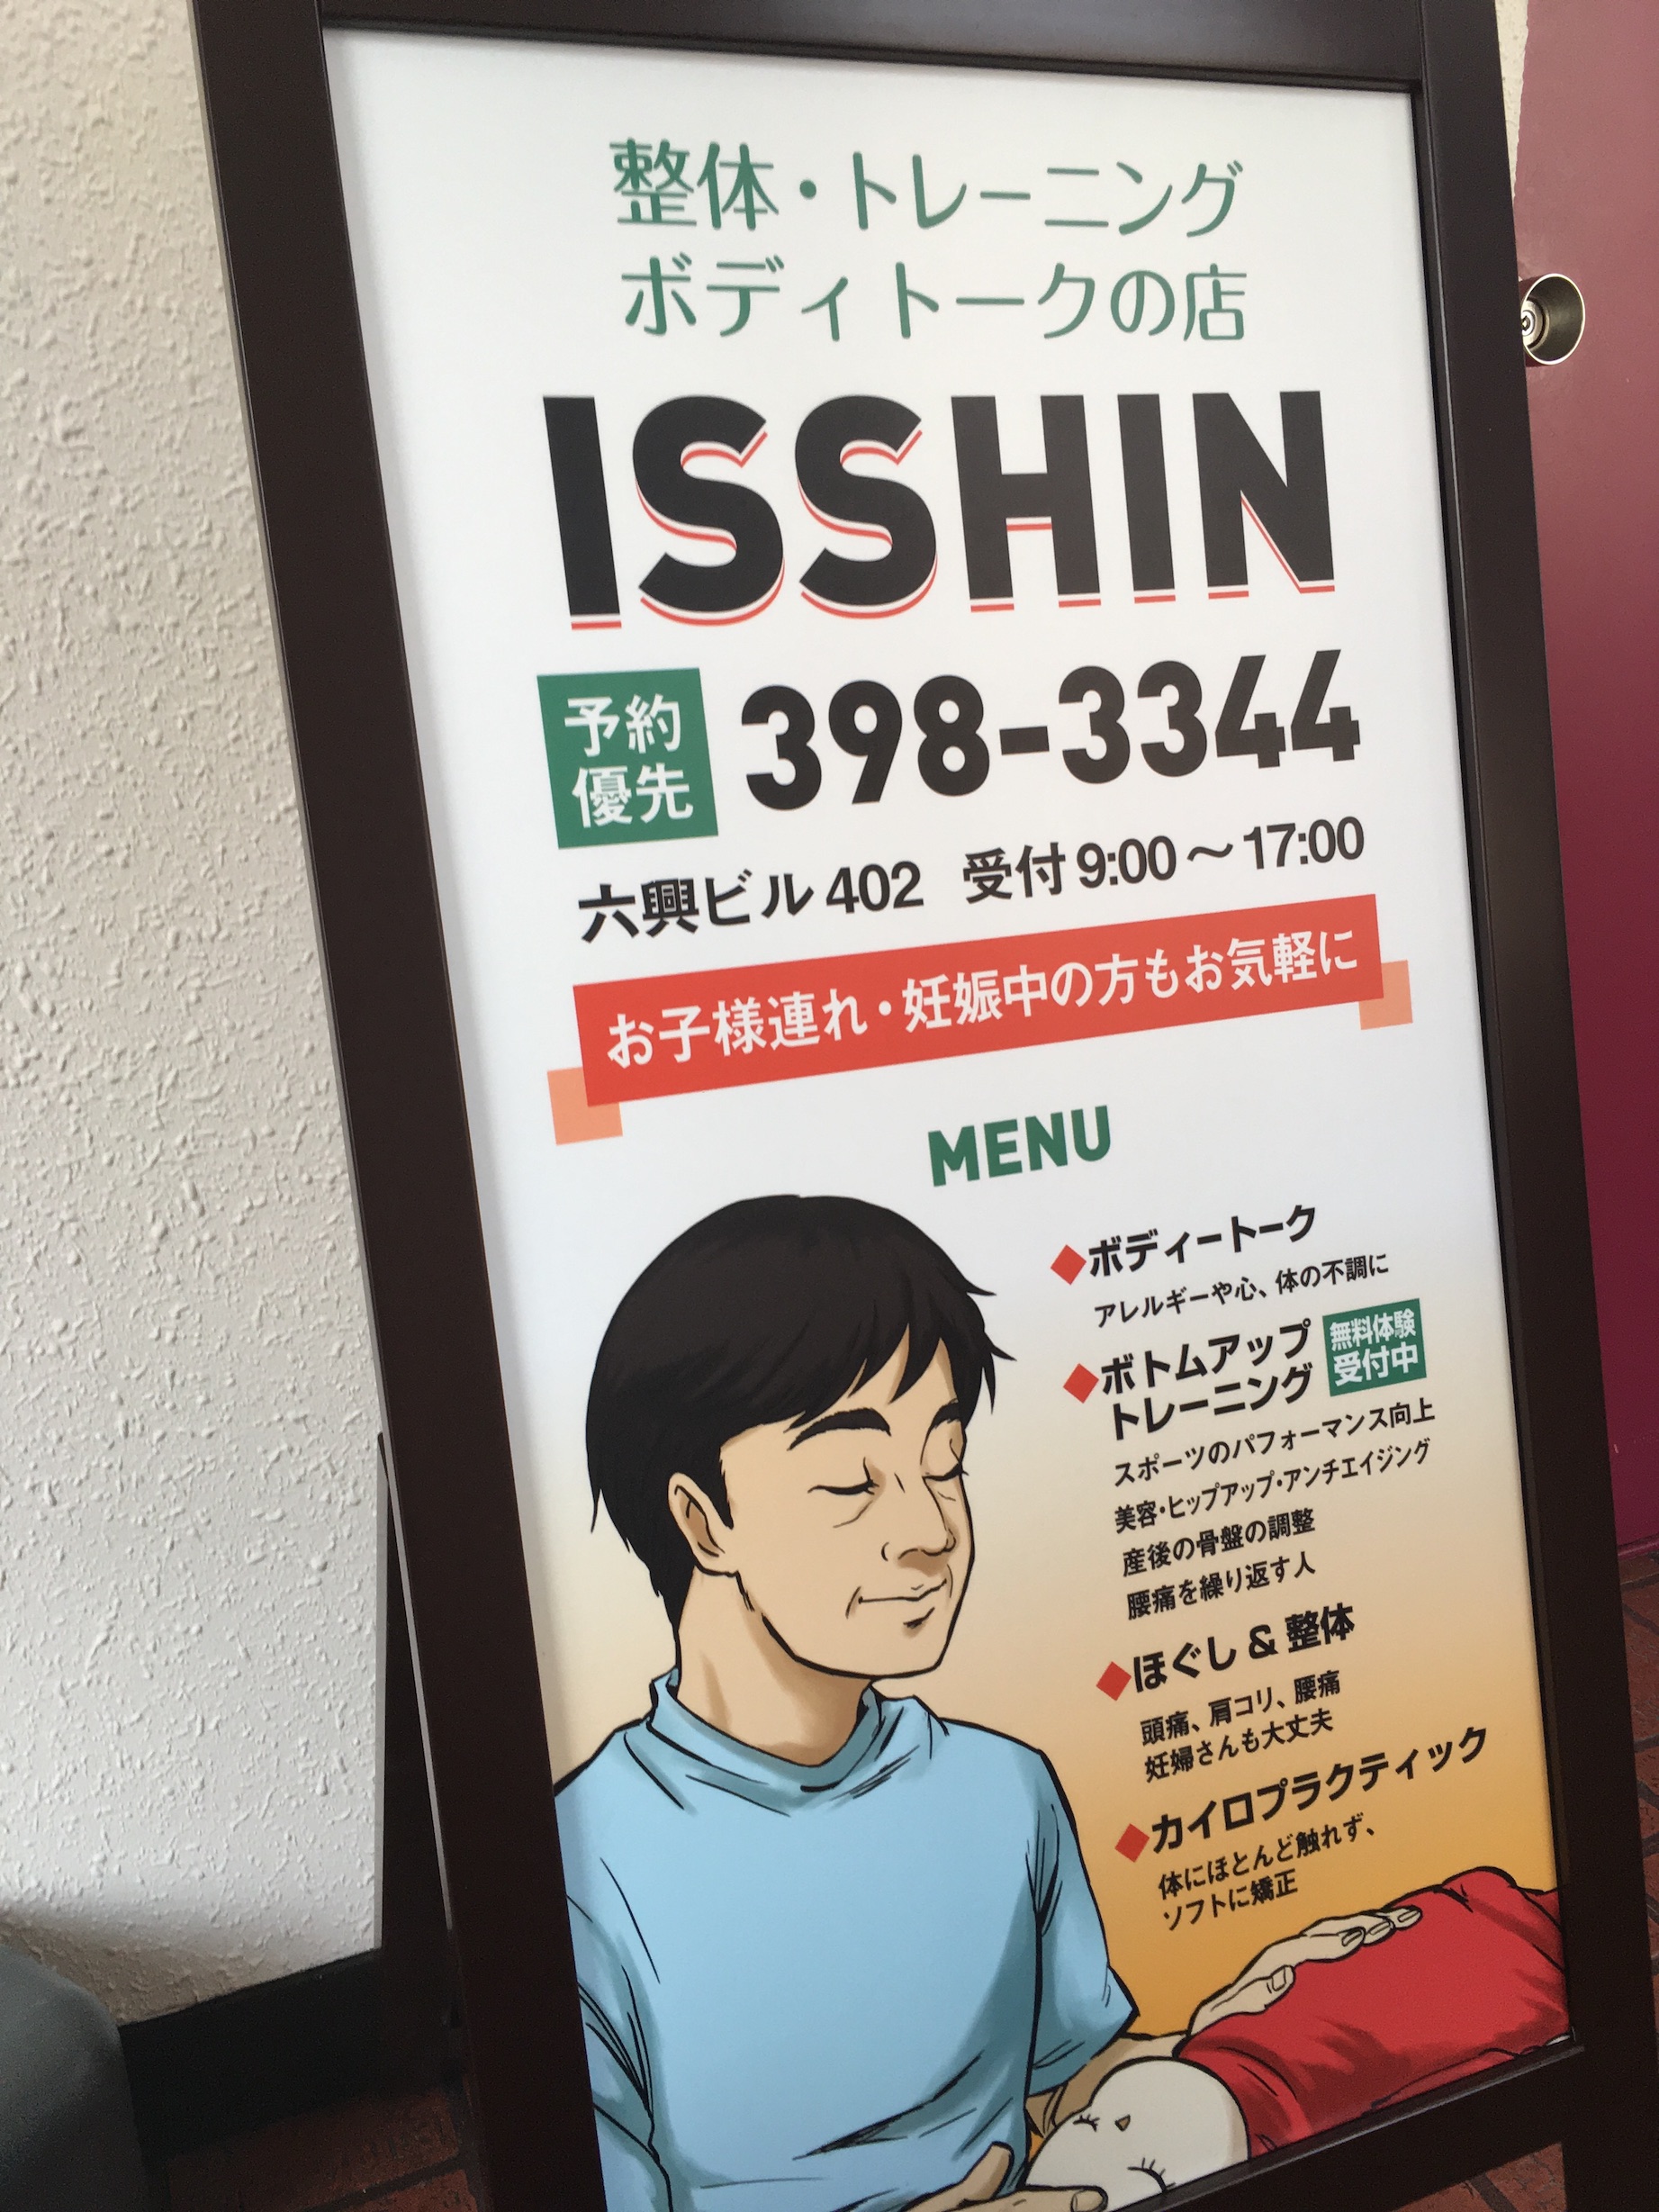 整体・トレーニング
ボディトークの店
ISSHIN
予約
優先
398-3344
六興ビル402 受付9:00～17:00
お子様連れ・妊娠中の方もお気軽に
MENU
◆ボディートーク
アレルギーや心、体の不調に
◆ボトムアップ
トレーニング
無料体験
受付中
スポーツのパフォーマンス向上
美容・ヒップアップ・アンチエイジング
産後の骨盤の調整
腰痛を繰り返す人
◆ほぐし&整体
頭痛、肩コリ、腰痛
妊婦さんも大丈夫
◆カイロプラクティック
体にほとんど触れず、
ソフトに矯正